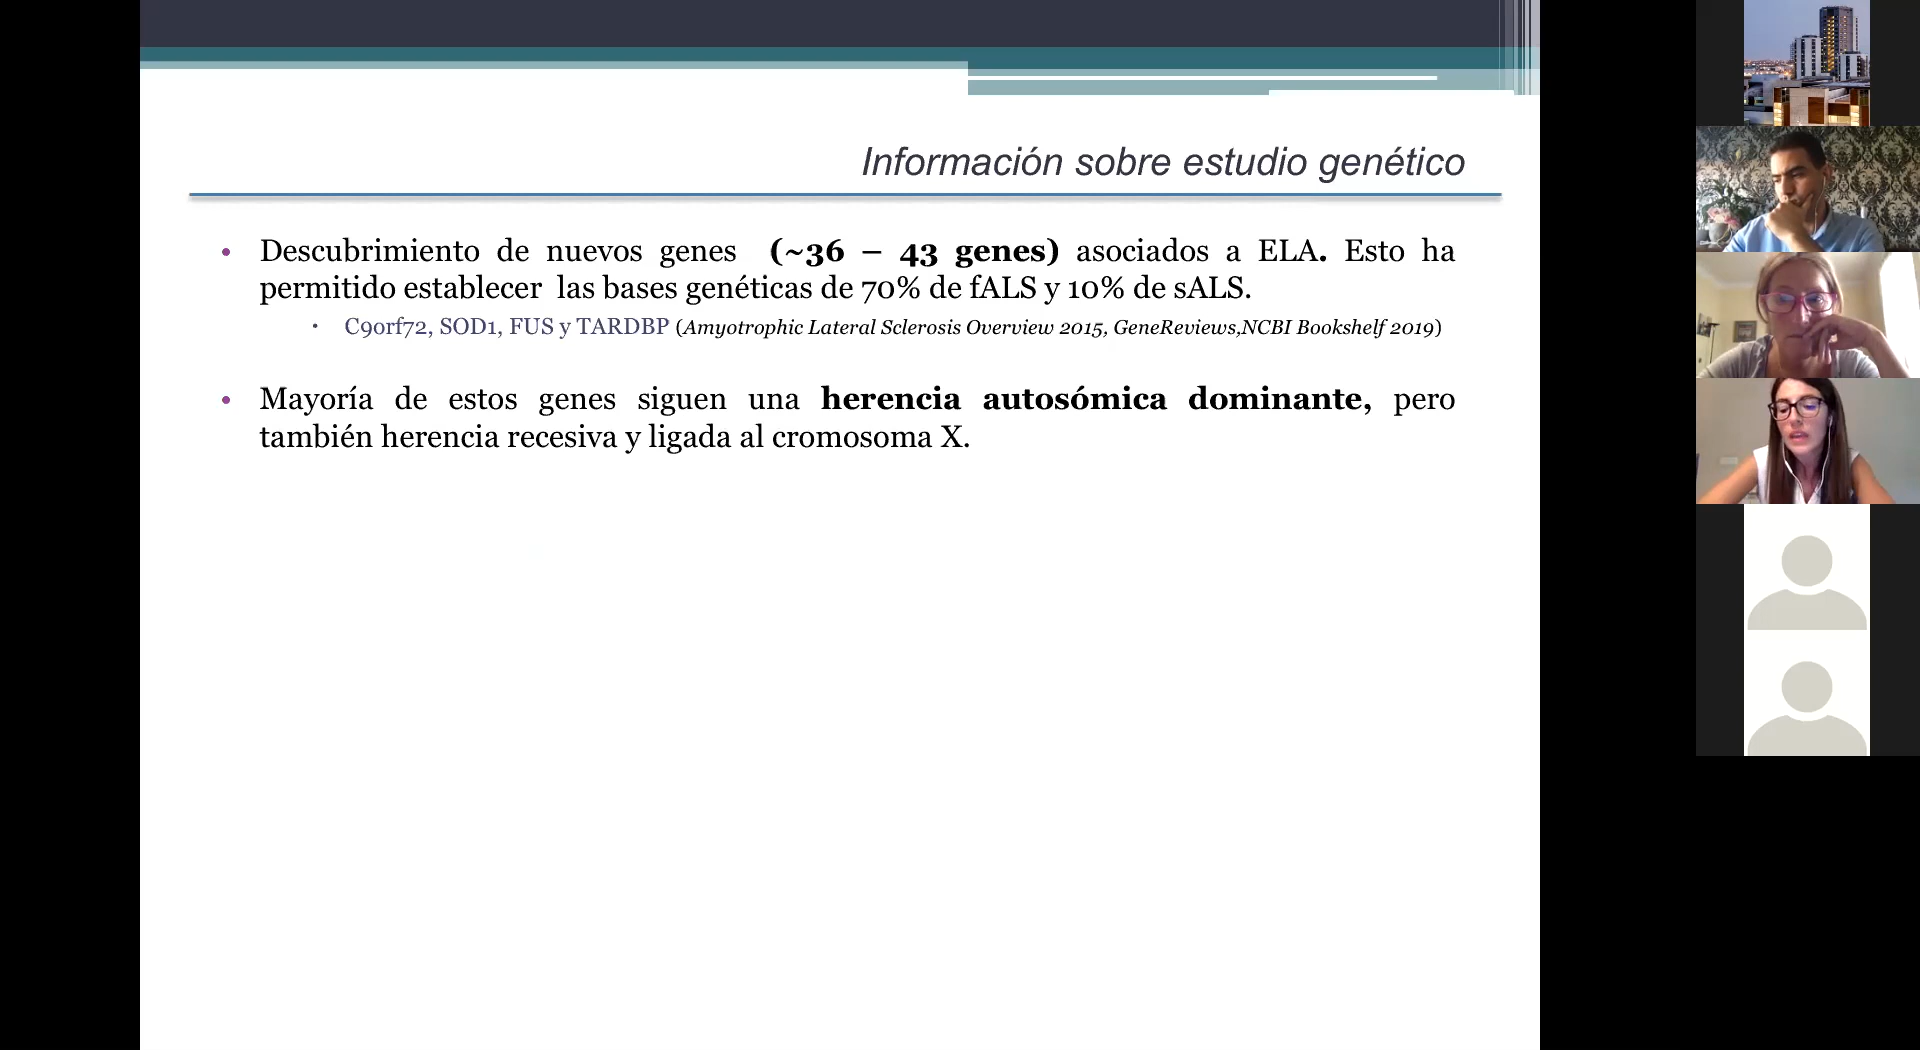 Información sobre estudio genético
• Descubrimiento de nuevos genes (~36 – 43 genes) asociados a ELA. Esto ha
permitido establecer las bases genéticas de 70% de fALS y 10% de sALS.
• C9orf72, SOD1, FUS y TARDBP (Amyotrophic Lateral Sclerosis Overview 2015, GeneReviews,NCBI Bookshelf 2019)
• Mayoría de estos genes siguen una herencia autosómica dominante, pero
también herencia recesiva y ligada al cromosoma X.